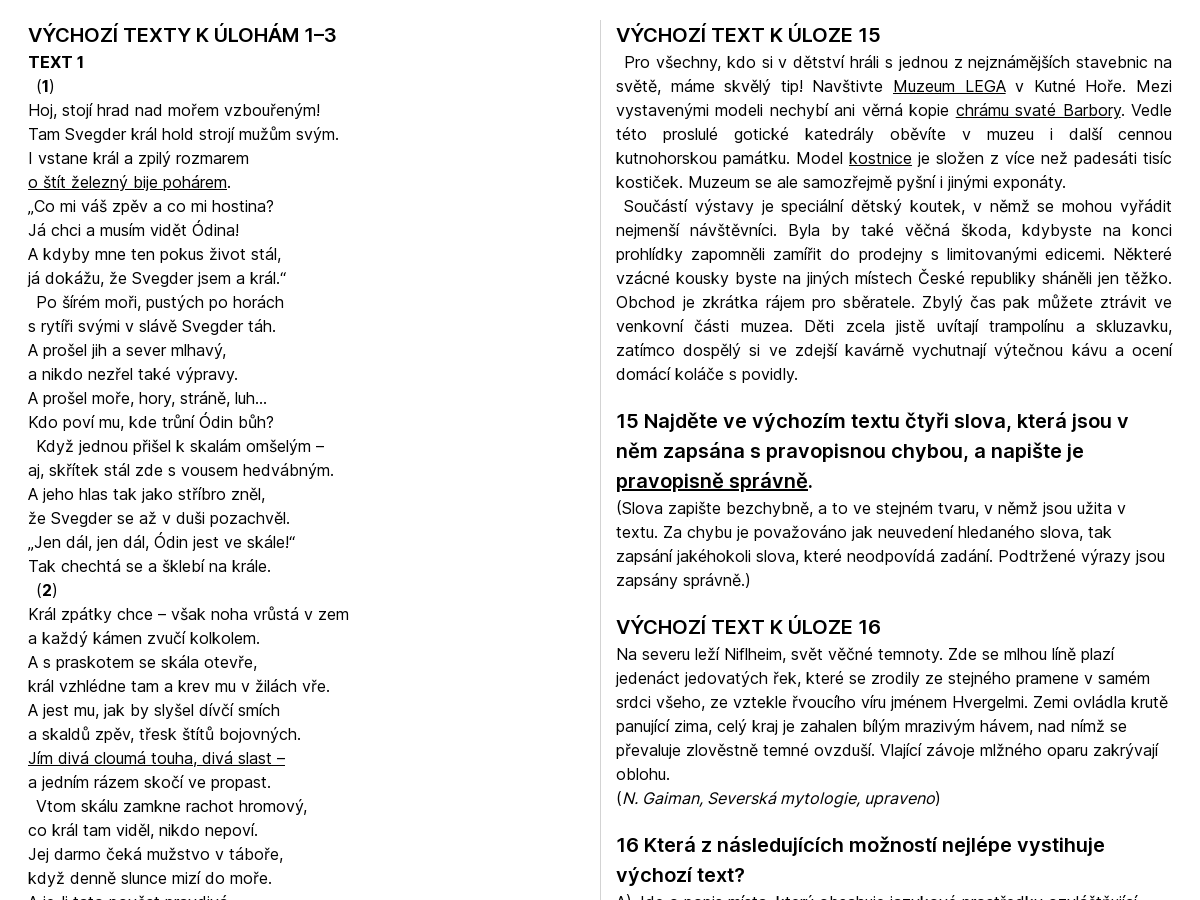 VÝCHOZÍ TEXTY K ÚLOHÁM 1–3
TEXT 1
(1)
Hoj, stojí hrad nad mořem vzbouřeným!
Tam Svegder král hold strojí mužům svým.
I vstane král a zpilý rozmarem
o štít železný bije pohárem.
„Co mi váš zpěv a co mi hostina?
Já chci a musím vidět Ódina!
A kdyby mne ten pokus život stál,
já dokážu, že Svegder jsem a král.“
Po šírém moři, pustých po horách
s rytíři svými v slávě Svegder táh.
A prošel jih a sever mlhavý,
a nikdo nezřel také výpravy.
A prošel moře, hory, stráně, luh...
Kdo poví mu, kde trůní Ódin bůh?
Když jednou přišel k skalám omšelým –
aj, skřítek stál zde s vousem hedvábným.
A jeho hlas tak jako stříbro zněl,
že Svegder se až v duši pozachvěl.
„Jen dál, jen dál, Ódin jest ve skále!“
Tak chechtá se a šklebí na krále.
(2)
Král zpátky chce – však noha vrůstá v zem
a každý kámen zvučí kolkolem.
A s praskotem se skála otevře,
král vzhlédne tam a krev mu v žilách vře.
A jest mu, jak by slyšel dívčí smích
a skaldů zpěv, třesk štítů bojovných.
Jím divá cloumá touha, divá slast –
a jedním rázem skočí ve propast.
Vtom skálu zamkne rachot hromový,
co král tam viděl, nikdo nepoví.
Jej darmo čeká mužstvo v táboře,
když denně slunce mizí do moře.
VÝCHOZÍ TEXT K ÚLOZE 15
Pro všechny, kdo si v dětství hráli s jednou z nejznámějších stavebnic na
světě, máme skvělý tip! Navštivte Muzeum LEGA v Kutné Hoře. Mezi
vystavenými modeli nechybí ani věrná kopie chrámu svaté Barbory. Vedle
této proslulé gotické katedrály oběvíte v muzeu i další cennou
kutnohorskou památku. Model kostnice je složen z více než padesáti tisíc
kostiček. Muzeum se ale samozřejmě pyšní i jinými exponáty.
Součástí výstavy je speciální dětský koutek, v němž se mohou vyřádit
nejmenší návštěvníci. Byla by také věčná škoda, kdybyste na konci
prohlídky zapomněli zamířit do prodejny s limitovanými edicemi. Některé
vzácné kousky byste na jiných místech České republiky sháněli jen těžko.
Obchod je zkrátka rájem pro sběratele. Zbylý čas pak můžete ztrávit ve
venkovní části muzea. Děti zcela jistě uvítají trampolínu a skluzavku,
zatímco dospělý si ve zdejší kavárně vychutnají výtečnou kávu a ocení
domácí koláče s povidly.
15 Najděte ve výchozím textu čtyři slova, která jsou v
něm zapsána s pravopisnou chybou, a napište je
pravopisně správně.
(Slova zapište bezchybně, a to ve stejném tvaru, v němž jsou užita v
textu. Za chybu je považováno jak neuvedení hledaného slova, tak
zapsání jakéhokoli slova, které neodpovídá zadání. Podtržené výrazy jsou
zapsány správně.)
VÝCHOZÍ TEXT K ÚLOZE 16
Na severu leží Niflheim, svět věčné temnoty. Zde se mlhou líně plazí
jedenáct jedovatých řek, které se zrodily ze stejného pramene v samém
srdci všeho, ze vztekle řvoucího víru jménem Hvergelmi. Zemi ovládla krutě
panující zima, celý kraj je zahalen bílým mrazivým hávem, nad nímž se
převaluje zlověstně temné ovzduší. Vlající závoje mlžného oparu zakrývají
oblohu.
(N. Gaiman, Severská mytologie, upraveno)
16 Která z následujících možností nejlépe vystihuje
výchozí text?